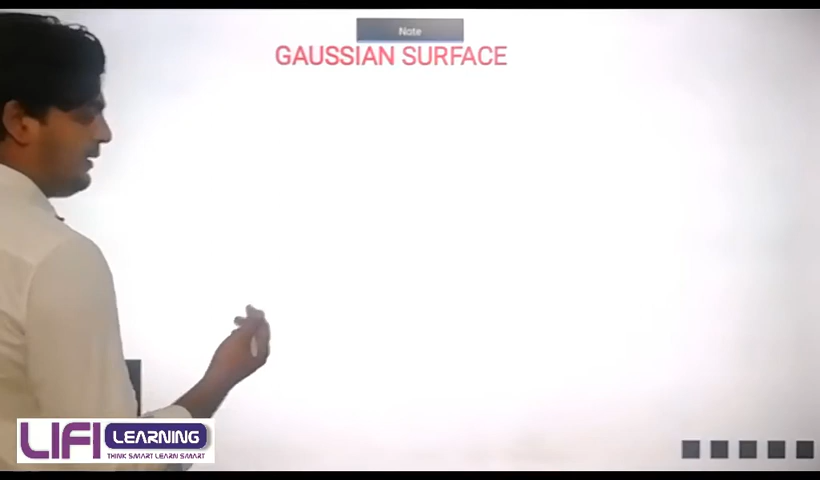 Note
GAUSSIAN SURFACE
LIFI LEARNING
THINK SMART LEARN SMART